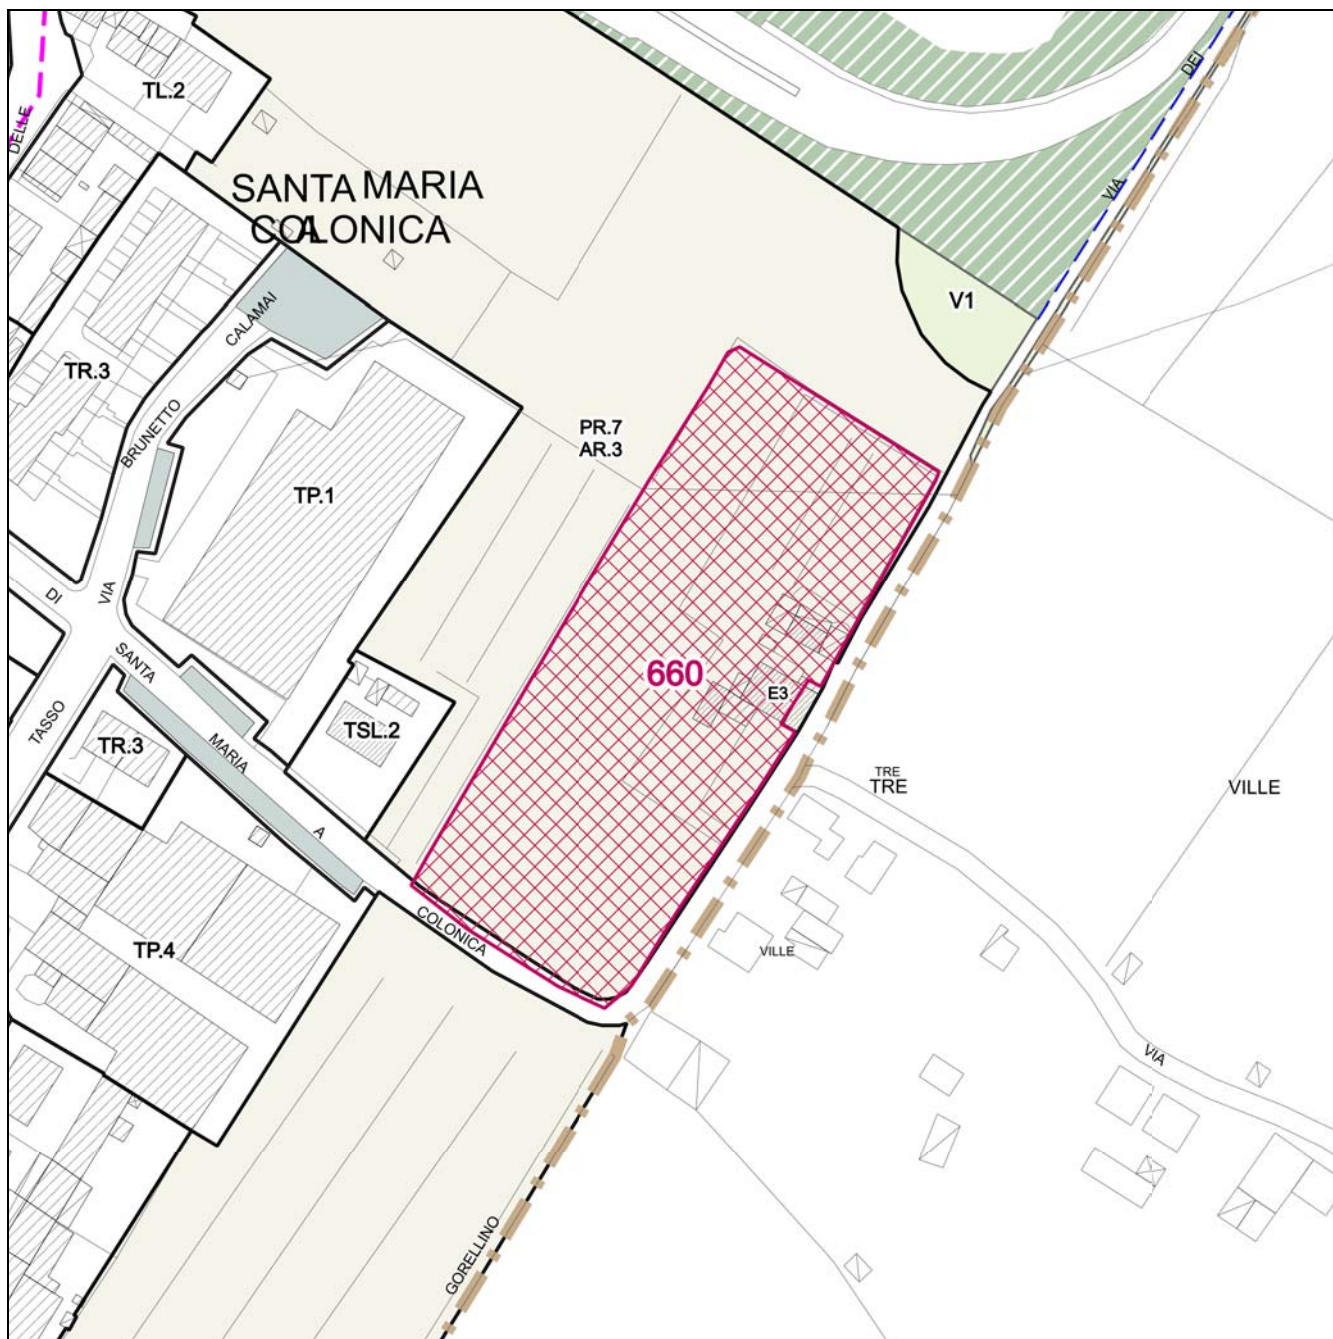 DEI
VIA
TL.2
DELLE
SANTA MARIA
COLONICA
A
V1
CALAMAI
BRUNETTO
VIA
TR.3
PR.7
AR.3
TP.1
DI
SANTA
MARIA
A
COLONICA
TASSO
660
E3
TSL.2
TR.3
TRE
TRE
VILLE
VILLE
TP.4
VIA
GORELLINO